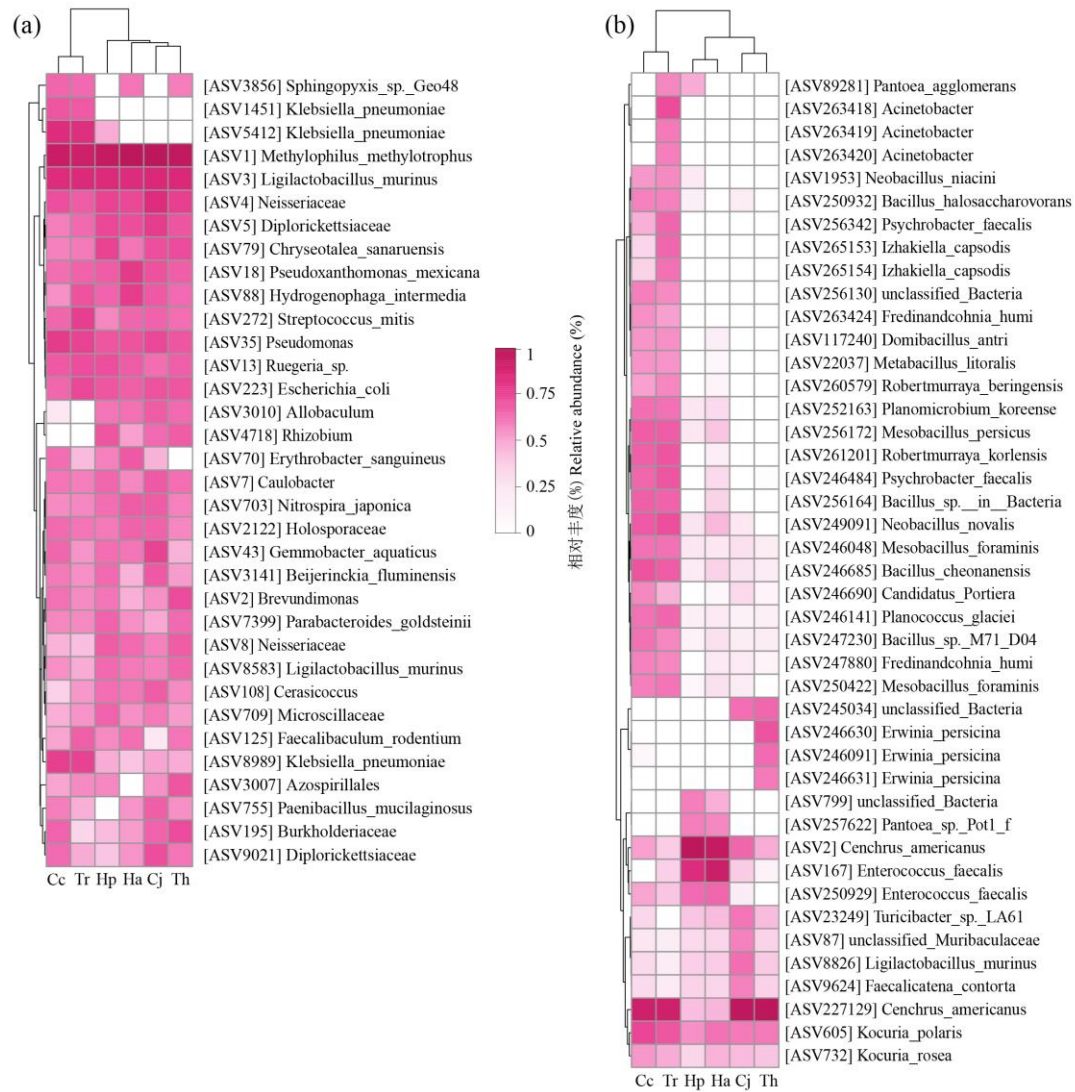 (a)
[ASV3856] Sphingopyxis_sp._Geo48
[ASV1451] Klebsiella_pneumoniae
[ASV5412] Klebsiella_pneumoniae
[ASV1] Methylophilus_methylotrophus
[ASV3] Ligilactobacillus_murinus
[ASV4] Neisseriaceae
[ASV5] Diplorickettsiaceae
[ASV79] Chryseotalea_sanaruensis
[ASV18] Pseudoxanthomonas_mexicana
[ASV88] Hydrogenophaga_intermedia
[ASV272] Streptococcus_mitis
[ASV35] Pseudomonas
[ASV13] Ruegeria_sp.
[ASV223] Escherichia_coli
[ASV3010] Allobaculum
[ASV4718] Rhizobium
[ASV70] Erythrobacter_sanguineus
[ASV7] Caulobacter
[ASV703] Nitrospira_japonica
[ASV2122] Holosporaceae
[ASV43] Gemmobacter_aquaticus
[ASV3141] Beijerinckia_fluminensis
[ASV2] Brevundimonas
[ASV7399] Parabacteroides_goldsteinii
[ASV8] Neisseriaceae
[ASV8583] Ligilactobacillus_murinus
[ASV108] Cerasicoccus
[ASV709] Microscillaceae
[ASV125] Faecalibaculum_rodentium
[ASV8989] Klebsiella_pneumoniae
[ASV3007] Azospirillales
[ASV755] Paenibacillus_mucilaginosus
[ASV195] Burkholderiaceae
[ASV9021] Diplorickettsiaceae
Cc Tr Hp Ha Cj Th
1
0.75
0.5
0.25
0
相对丰度 (%) Relative abundance (%)
(b)
[ASV89281] Pantoea_agglomerans
[ASV263418] Acinetobacter
[ASV263419] Acinetobacter
[ASV263420] Acinetobacter
[ASV1953] Neobacillus_niacini
[ASV250932] Bacillus_halosaccharovorans
[ASV256342] Psychrobacter_faecalis
[ASV265153] Izhakiella_capsodis
[ASV265154] Izhakiella_capsodis
[ASV256130] unclassified_Bacteria
[ASV263424] Fredinandcohnia_humi
[ASV117240] Domibacillus_antri
[ASV22037] Metabacillus_litoralis
[ASV260579] Robertmurraya_beringensis
[ASV252163] Planomicrobium_koreense
[ASV256172] Mesobacillus_persicus
[ASV261201] Robertmurraya_korlensis
[ASV246484] Psychrobacter_faecalis
[ASV256164] Bacillus_sp.__in__Bacteria
[ASV249091] Neobacillus_novalis
[ASV246048] Mesobacillus_foraminis
[ASV246685] Bacillus_cheonanensis
[ASV246690] Candidatus_Portiera
[ASV246141] Planococcus_glaciei
[ASV247230] Bacillus_sp._M71_D04
[ASV247880] Fredinandcohnia_humi
[ASV250422] Mesobacillus_foraminis
[ASV245034] unclassified_Bacteria
[ASV246630] Erwinia_persicina
[ASV246091] Erwinia_persicina
[ASV246631] Erwinia_persicina
[ASV799] unclassified_Bacteria
[ASV257622] Pantoea_sp._Pot1_f
[ASV2] Cenchrus_americanus
[ASV167] Enterococcus_faecalis
[ASV250929] Enterococcus_faecalis
[ASV23249] Turicibacter_sp._LA61
[ASV87] unclassified_Muribaculaceae
[ASV8826] Ligilactobacillus_murinus
[ASV9624] Faecalicatena_contorta
[ASV227129] Cenchrus_americanus
[ASV605] Kocuria_polaris
[ASV732] Kocuria_rosea
Cc Tr Hp Ha Cj Th